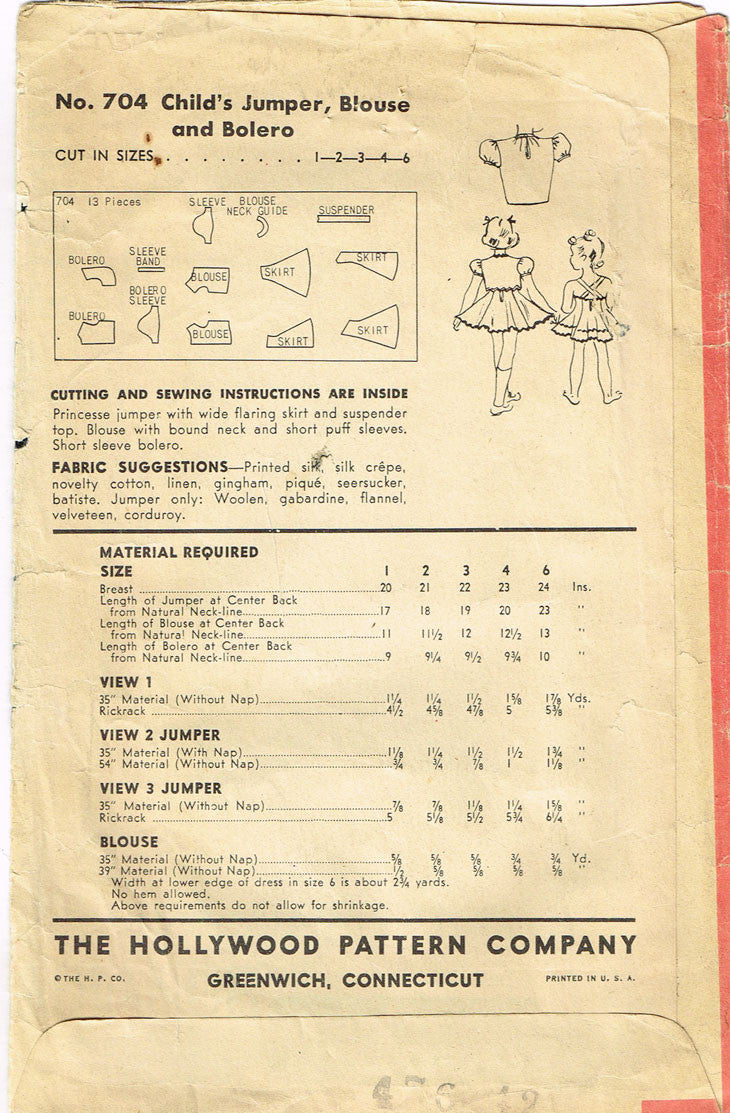 No. 704 Child's Jumper, Blouse
and Bolero
CUT IN SIZES. . . . . . . . . 1—2—3—4—6
704 13 Pieces
SLEEVE BLOUSE NECK GUIDE SUSPENDER
BOLERO SLEEVE BAND BLOUSE SKIRT SKIRT
BOLERO BOLERO SLEEVE BLOUSE SKIRT SKIRT
CUTTING AND SEWING INSTRUCTIONS ARE INSIDE
Princesse jumper with wide flaring skirt and suspender
top. Blouse with bound neck and short puff sleeves.
Short sleeve bolero.
FABRIC SUGGESTIONS—Printed silk, silk crêpe,
novelty cotton, linen, gingham, piqué, seersucker,
batiste. Jumper only: Woolen, gabardine, flannel,
velveteen, corduroy.
MATERIAL REQUIRED
SIZE 1 2 3 4 6
Breast 20 21 22 23 24 Ins.
Length of Jumper at Center Back
from Natural Neck-line 17 18 19 20 23 "
Length of Blouse at Center Back
from Natural Neck-line 11 11½ 12 12½ 13 "
Length of Bolero at Center Back
from Natural Neck-line 9 9¼ 9½ 9¾ 10 "
VIEW 1
35" Material (Without Nap) 1¼ 1¼ 1½ 1⅝ 1⅞ Yds.
Rickrack 4½ 4⅝ 4⅞ 5 5⅜ "
VIEW 2 JUMPER
35" Material (With Nap) 1⅛ 1¼ 1½ 1½ 1¾ "
54" Material (Without Nap) ¾ ¾ ⅞ 1 1⅛ "
VIEW 3 JUMPER
35" Material (Without Nap) ⅞ ⅞ 1⅛ 1¼ 1⅝ "
Rickrack 5 5⅛ 5½ 5¾ 6¼ "
BLOUSE
35" Material (Without Nap) ⅝ ⅝ ⅝ ¾ ¾ Yd.
39" Material (Without Nap) ½ ⅝ ⅝ ⅝ ⅝ "
Width at lower edge of dress in size 6 is about 2¾ yards.
No hem allowed.
Above requirements do not allow for shrinkage.
THE HOLLYWOOD PATTERN COMPANY
© THE H. P. CO. GREENWICH, CONNECTICUT PRINTED IN U. S. A.